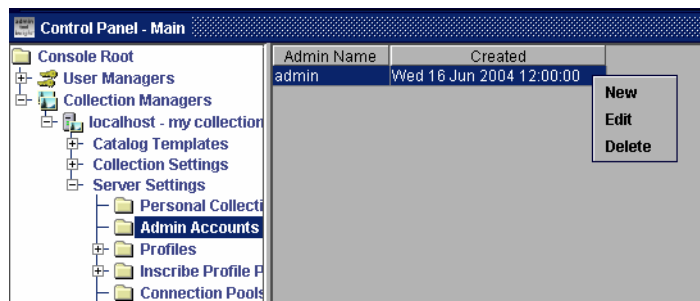 Control Panel - Main
Console Root
User Managers
Collection Managers
localhost - my collection
Catalog Templates
Collection Settings
Server Settings
Personal Collecti
Admin Accounts
Profiles
Inscribe Profile P
Connection Pools
Admin Name Created
admin Wed 16 Jun 2004 12:00:00
New
Edit
Delete